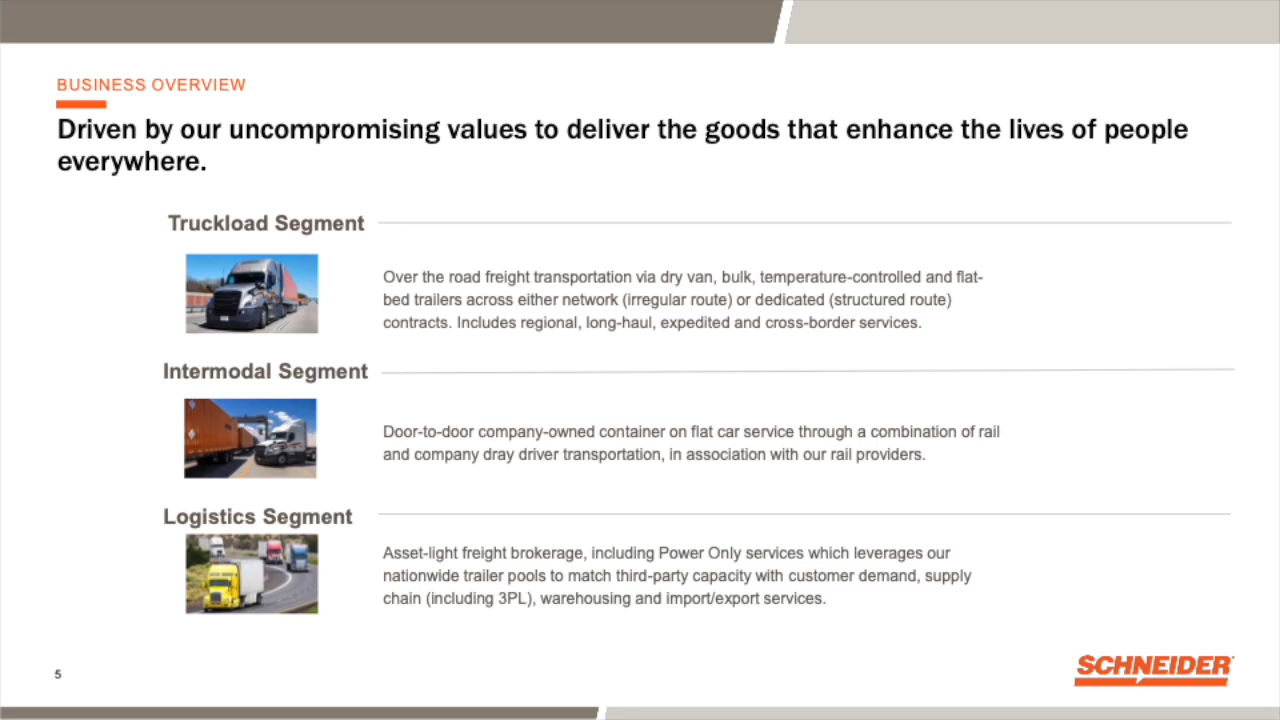 BUSINESS OVERVIEW
Driven by our uncompromising values to deliver the goods that enhance the lives of people
everywhere.
Truckload Segment
Over the road freight transportation via dry van, bulk, temperature-controlled and flat-
bed trailers across either network (irregular route) or dedicated (structured route)
contracts. Includes regional, long-haul, expedited and cross-border services.
Intermodal Segment
Door-to-door company-owned container on flat car service through a combination of rail
and company dray driver transportation, in association with our rail providers.
Logistics Segment
Asset-light freight brokerage, including Power Only services which leverages our
nationwide trailer pools to match third-party capacity with customer demand, supply
chain (including 3PL), warehousing and import/export services.
5
SCHNEIDER